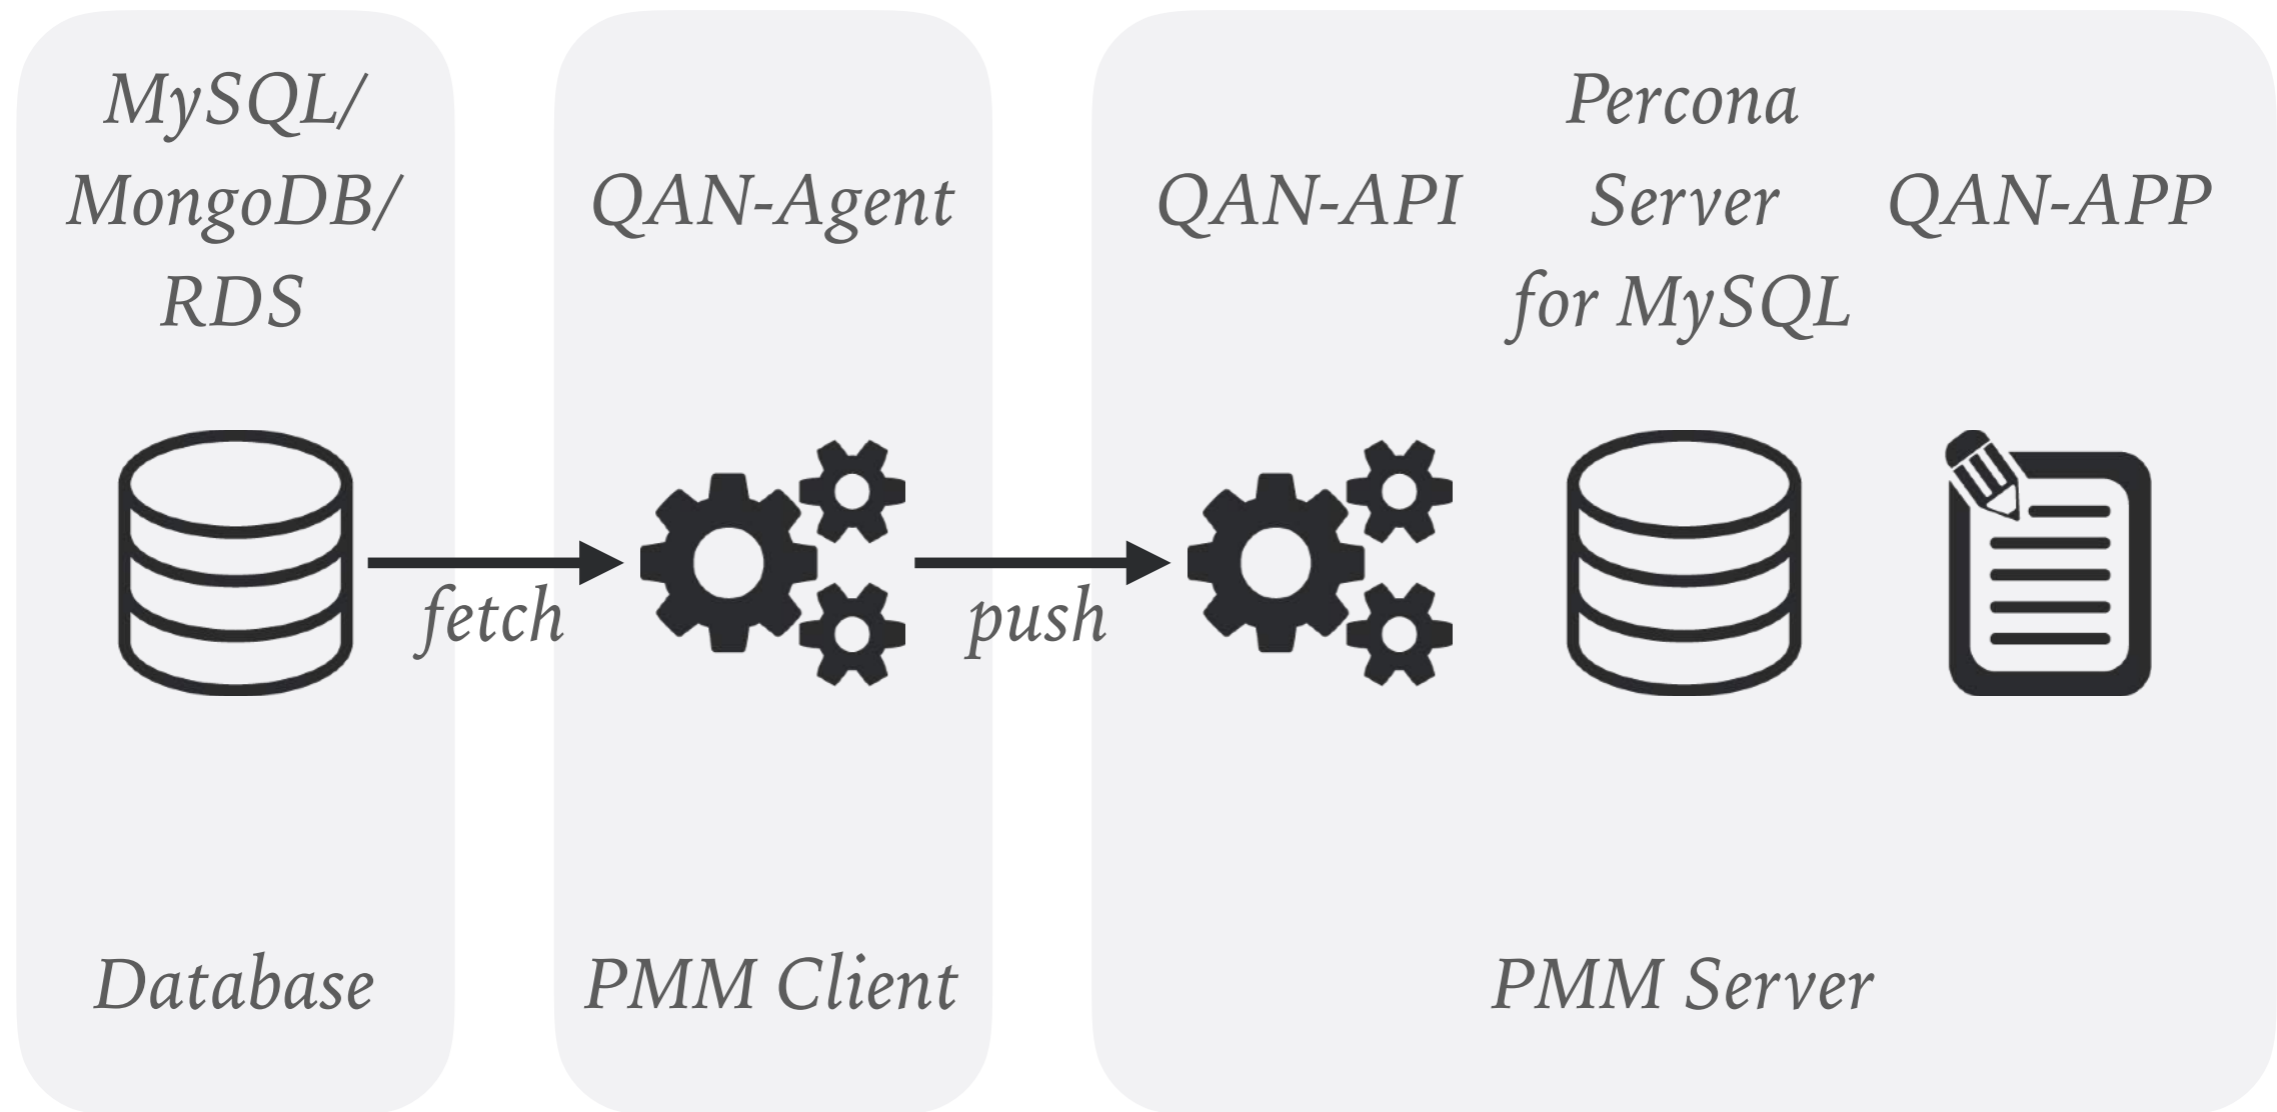 MySQL/
MongoDB/
RDS
QAN-Agent
QAN-API
Percona
Server
for MySQL
QAN-APP
fetch
push
Database
PMM Client
PMM Server